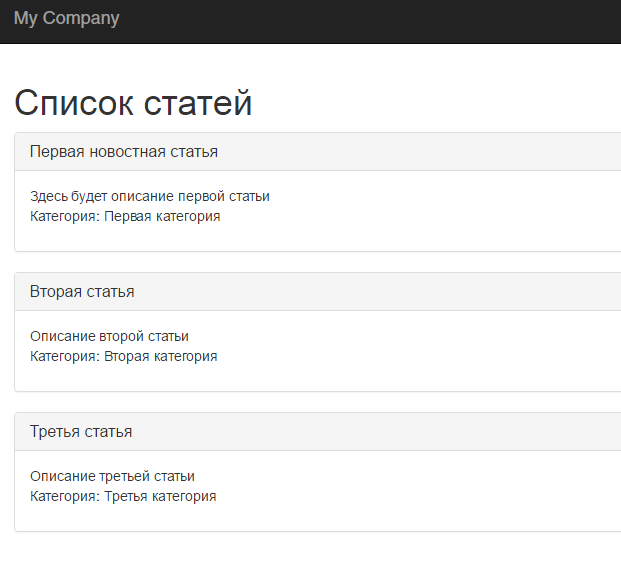 My Company
Список статей
Первая новостная статья
Здесь будет описание первой статьи
Категория: Первая категория
Вторая статья
Описание второй статьи
Категория: Вторая категория
Третья статья
Описание третьей статьи
Категория: Третья категория